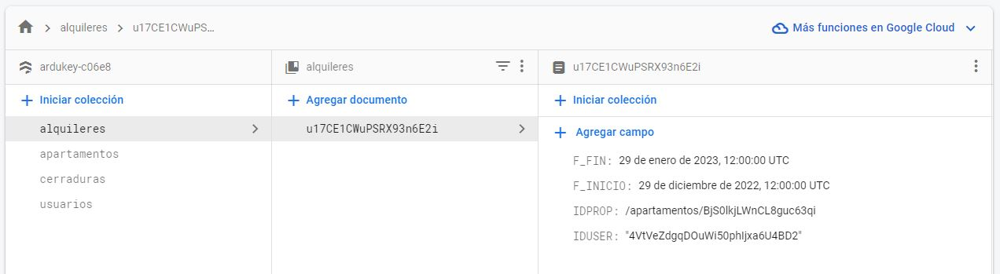 alquileres u17CE1CWuPS... Más funciones en Google Cloud
ardukey-c06e8 alquileres u17CE1CWuPSRX93n6E2i
Iniciar colección Agregar documento Iniciar colección
alquileres u17CE1CWuPSRX93n6E2i Agregar campo
apartamentos F_FIN: 29 de enero de 2023, 12:00:00 UTC
cerraduras F_INICIO: 29 de diciembre de 2022, 12:00:00 UTC
usuarios IDPROP: /apartamentos/BjS0lkjLWnCL8guc63qi
IDUSER: "4VtVeZdgqDOuWi50phIjxa6U4BD2"